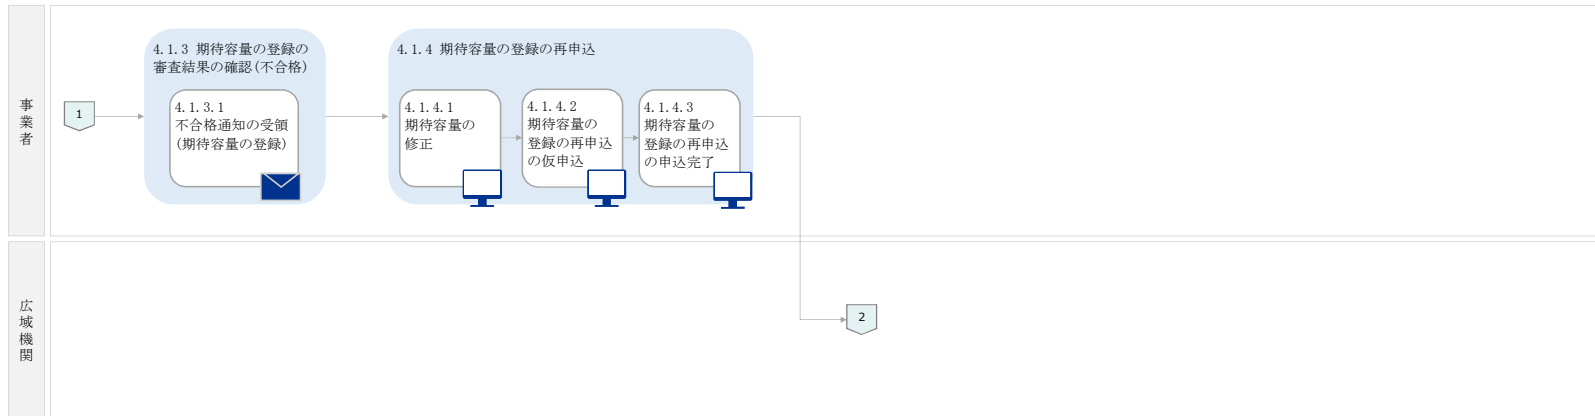 事業者
1
4.1.3 期待容量の登録の
審査結果の確認(不合格)
4.1.3.1
不合格通知の受領
(期待容量の登録)
4.1.4 期待容量の登録の再申込
4.1.4.1
期待容量の
修正
4.1.4.2
期待容量の
登録の再申込
の仮申込
4.1.4.3
期待容量の
登録の再申込
の申込完了
広域機関
2